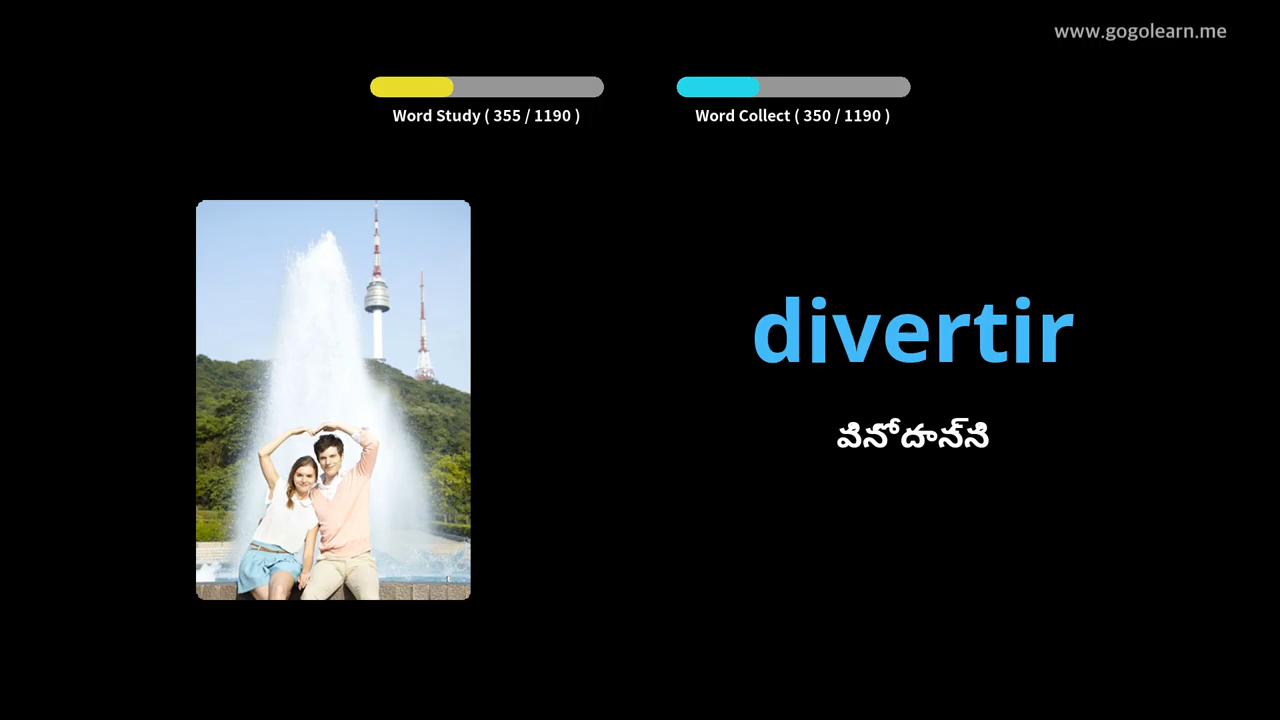 www.gogolearn.me
Word Study ( 355 / 1190 )
Word Collect ( 350 / 1190 )
divertir
వినోదాన్ని